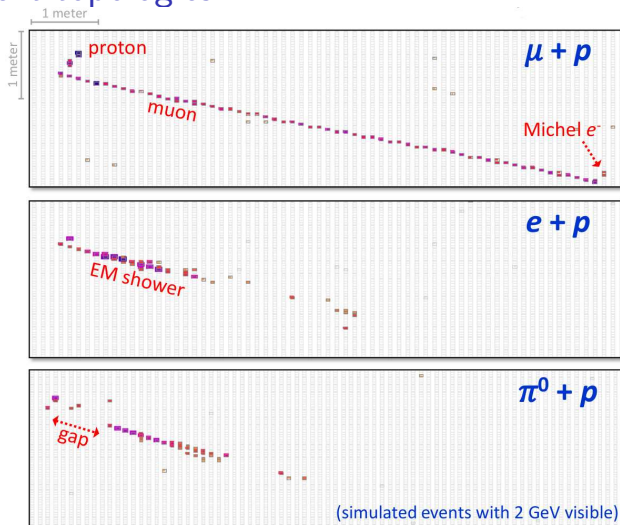 1 meter
1 meter
proton
μ + p
muon
Michel e⁻
e + p
EM shower
π⁰ + p
gap
(simulated events with 2 GeV visible)